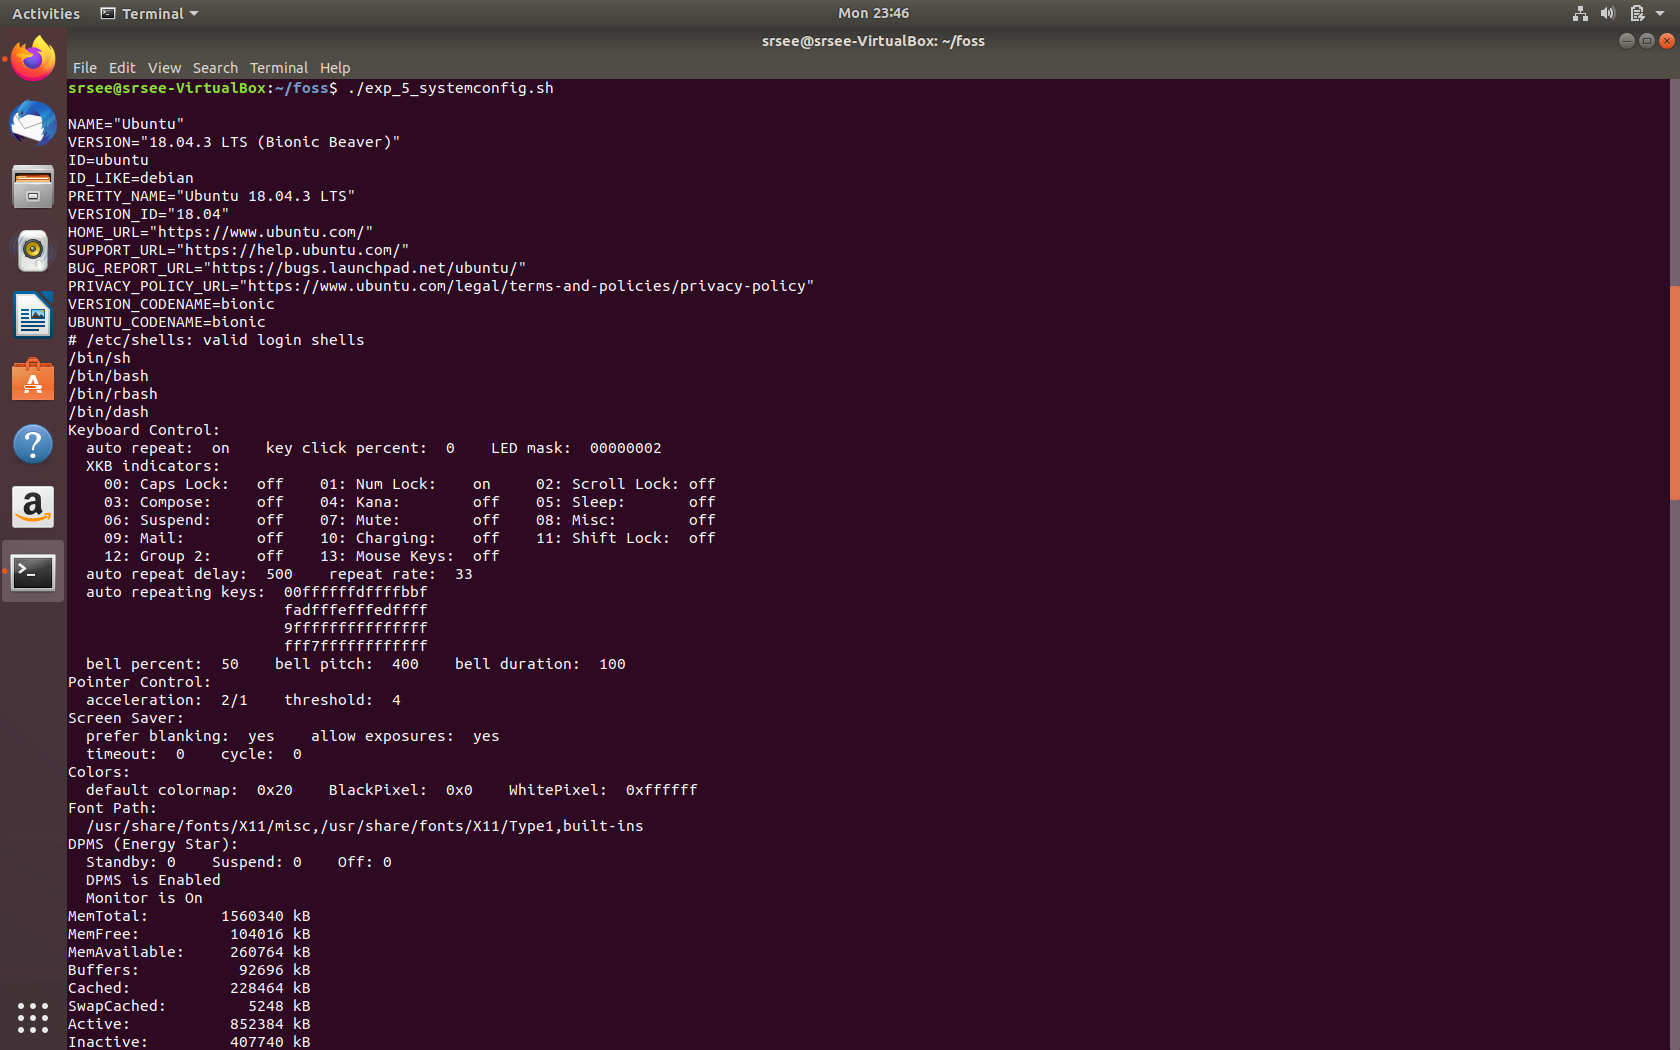 Activities Terminal Mon 23:46
srsee@srsee-VirtualBox: ~/foss
File Edit View Search Terminal Help
srsee@srsee-VirtualBox:~/foss$ ./exp_5_systemconfig.sh
NAME="Ubuntu"
VERSION="18.04.3 LTS (Bionic Beaver)"
ID=ubuntu
ID_LIKE=debian
PRETTY_NAME="Ubuntu 18.04.3 LTS"
VERSION_ID="18.04"
HOME_URL="https://www.ubuntu.com/"
SUPPORT_URL="https://help.ubuntu.com/"
BUG_REPORT_URL="https://bugs.launchpad.net/ubuntu/"
PRIVACY_POLICY_URL="https://www.ubuntu.com/legal/terms-and-policies/privacy-policy"
VERSION_CODENAME=bionic
UBUNTU_CODENAME=bionic
# /etc/shells: valid login shells
/bin/sh
/bin/bash
/bin/rbash
/bin/dash
Keyboard Control:
  auto repeat:  on    key click percent:  0    LED mask:  00000002
  XKB indicators:
    00: Caps Lock:   off    01: Num Lock:    on     02: Scroll Lock: off
    03: Compose:     off    04: Kana:        off    05: Sleep:       off
    06: Suspend:     off    07: Mute:        off    08: Misc:        off
    09: Mail:        off    10: Charging:    off    11: Shift Lock:  off
    12: Group 2:     off    13: Mouse Keys:  off
  auto repeat delay:  500    repeat rate:  33
  auto repeating keys:  00ffffffdffffbbf
                        fadfffefffedffff
                        9fffffffffffffff
                        fff7ffffffffffff
  bell percent:  50    bell pitch:  400    bell duration:  100
Pointer Control:
  acceleration:  2/1    threshold:  4
Screen Saver:
  prefer blanking:  yes    allow exposures:  yes
  timeout:  0    cycle:  0
Colors:
  default colormap:  0x20    BlackPixel:  0x0    WhitePixel:  0xffffff
Font Path:
  /usr/share/fonts/X11/misc,/usr/share/fonts/X11/Type1,built-ins
DPMS (Energy Star):
  Standby: 0    Suspend: 0    Off: 0
  DPMS is Enabled
  Monitor is On
MemTotal:        1560340 kB
MemFree:          104016 kB
MemAvailable:     260764 kB
Buffers:           92696 kB
Cached:           228464 kB
SwapCached:         5248 kB
Active:           852384 kB
Inactive:         407740 kB